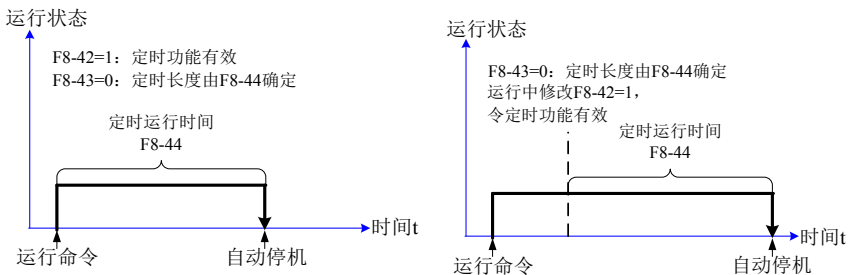 运行状态
F8-42=1：定时功能有效
F8-43=0：定时长度由F8-44确定
定时运行时间
F8-44
时间t
运行命令
自动停机
运行状态
F8-43=0：定时长度由F8-44确定
运行中修改F8-42=1，
令定时功能有效
定时运行时间
F8-44
时间t
运行命令
自动停机